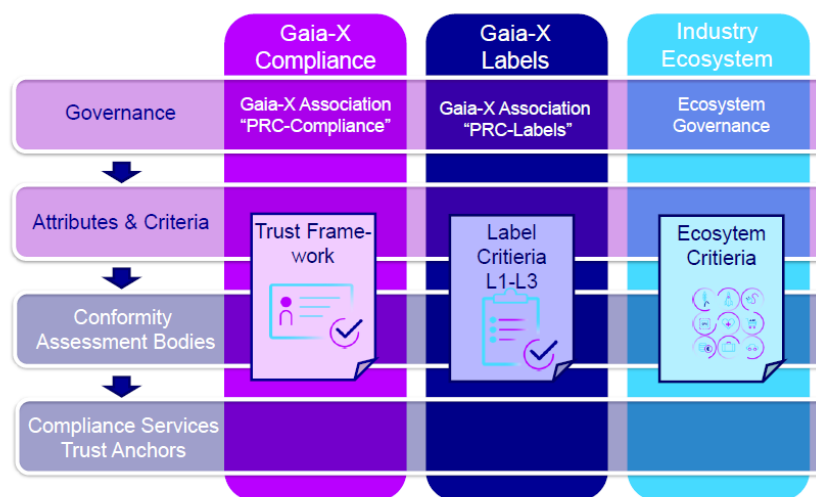 Gaia-X
Compliance
Gaia-X
Labels
Industry
Ecosystem
Governance
Gaia-X Association
“PRC-Compliance”
Gaia-X Association
“PRC-Labels”
Ecosystem
Governance
Attributes & Criteria
Trust Frame-
work
Label
Critieria
L1-L3
Ecosytem
Critieria
Conformity
Assessment Bodies
Compliance Services
Trust Anchors